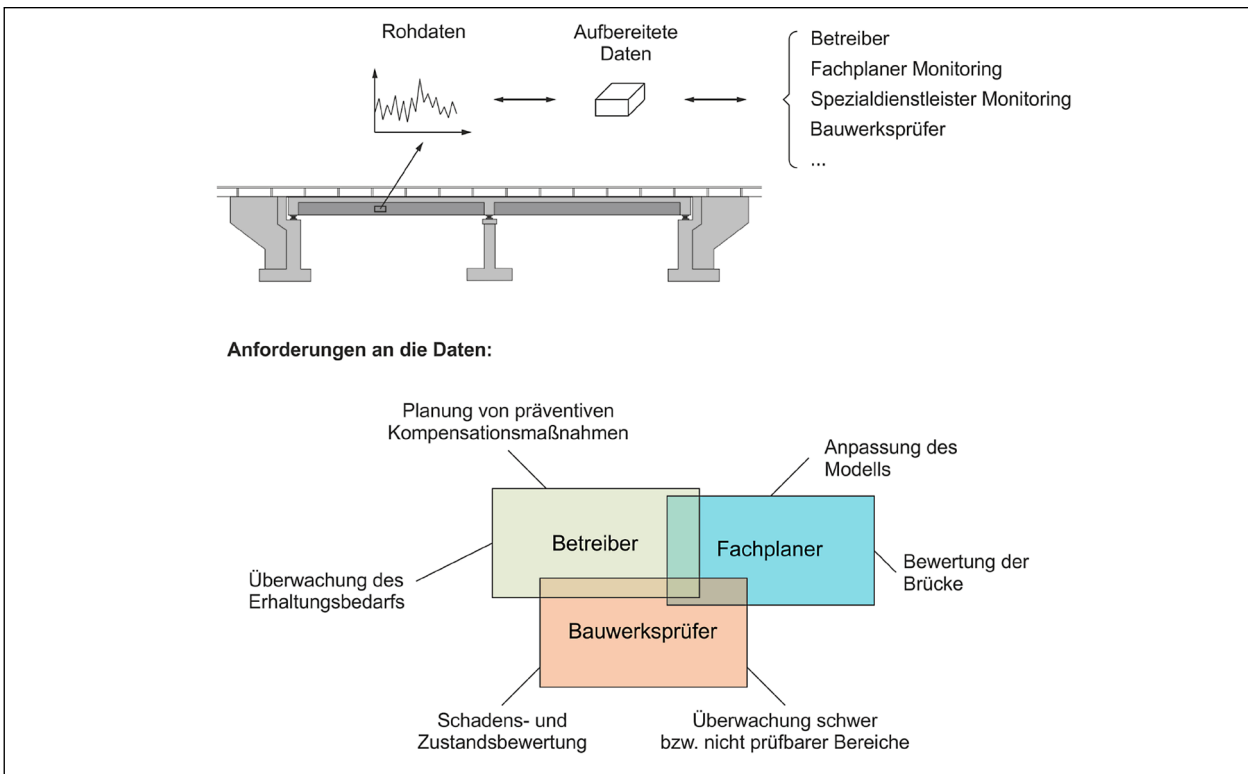 Rohdaten
Aufbereitete
Daten
Betreiber
Fachplaner Monitoring
Spezialdienstleister Monitoring
Bauwerksprüfer
...
Anforderungen an die Daten:
Planung von präventiven
Kompensationsmaßnahmen
Anpassung des
Modells
Betreiber
Fachplaner
Überwachung des
Erhaltungsbedarfs
Bewertung der
Brücke
Bauwerksprüfer
Schadens- und
Zustandsbewertung
Überwachung schwer
bzw. nicht prüfbarer Bereiche